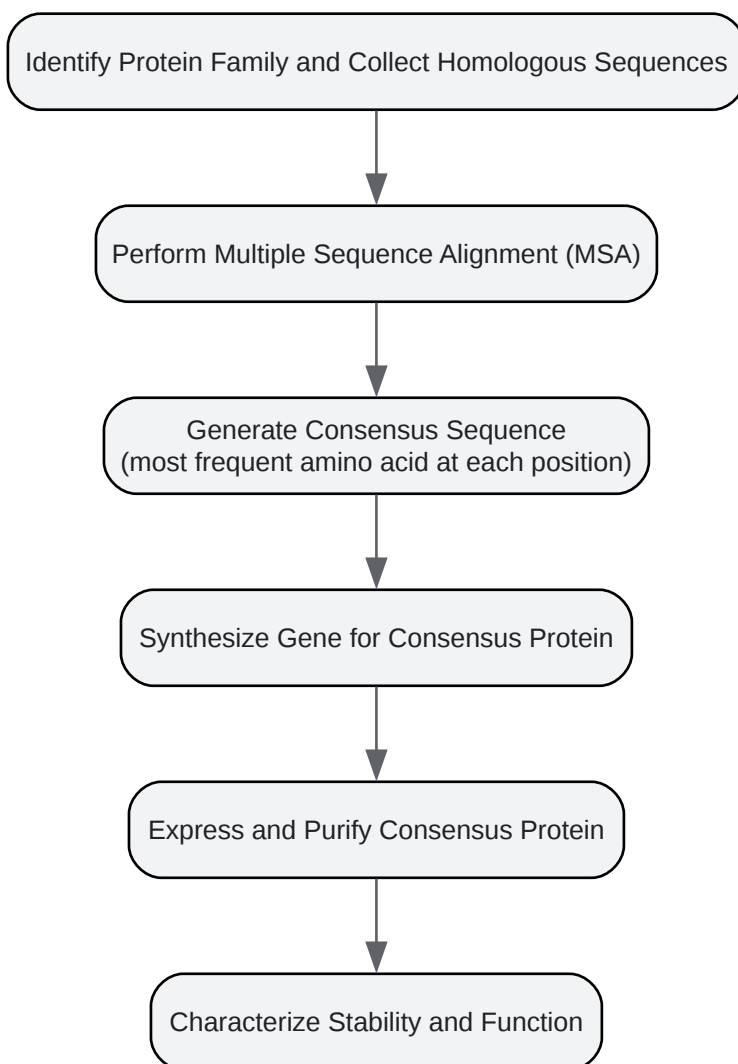 Identify Protein Family and Collect Homologous Sequences
Perform Multiple Sequence Alignment (MSA)
Generate Consensus Sequence
(most frequent amino acid at each position)
Synthesize Gene for Consensus Protein
Express and Purify Consensus Protein
Characterize Stability and Function